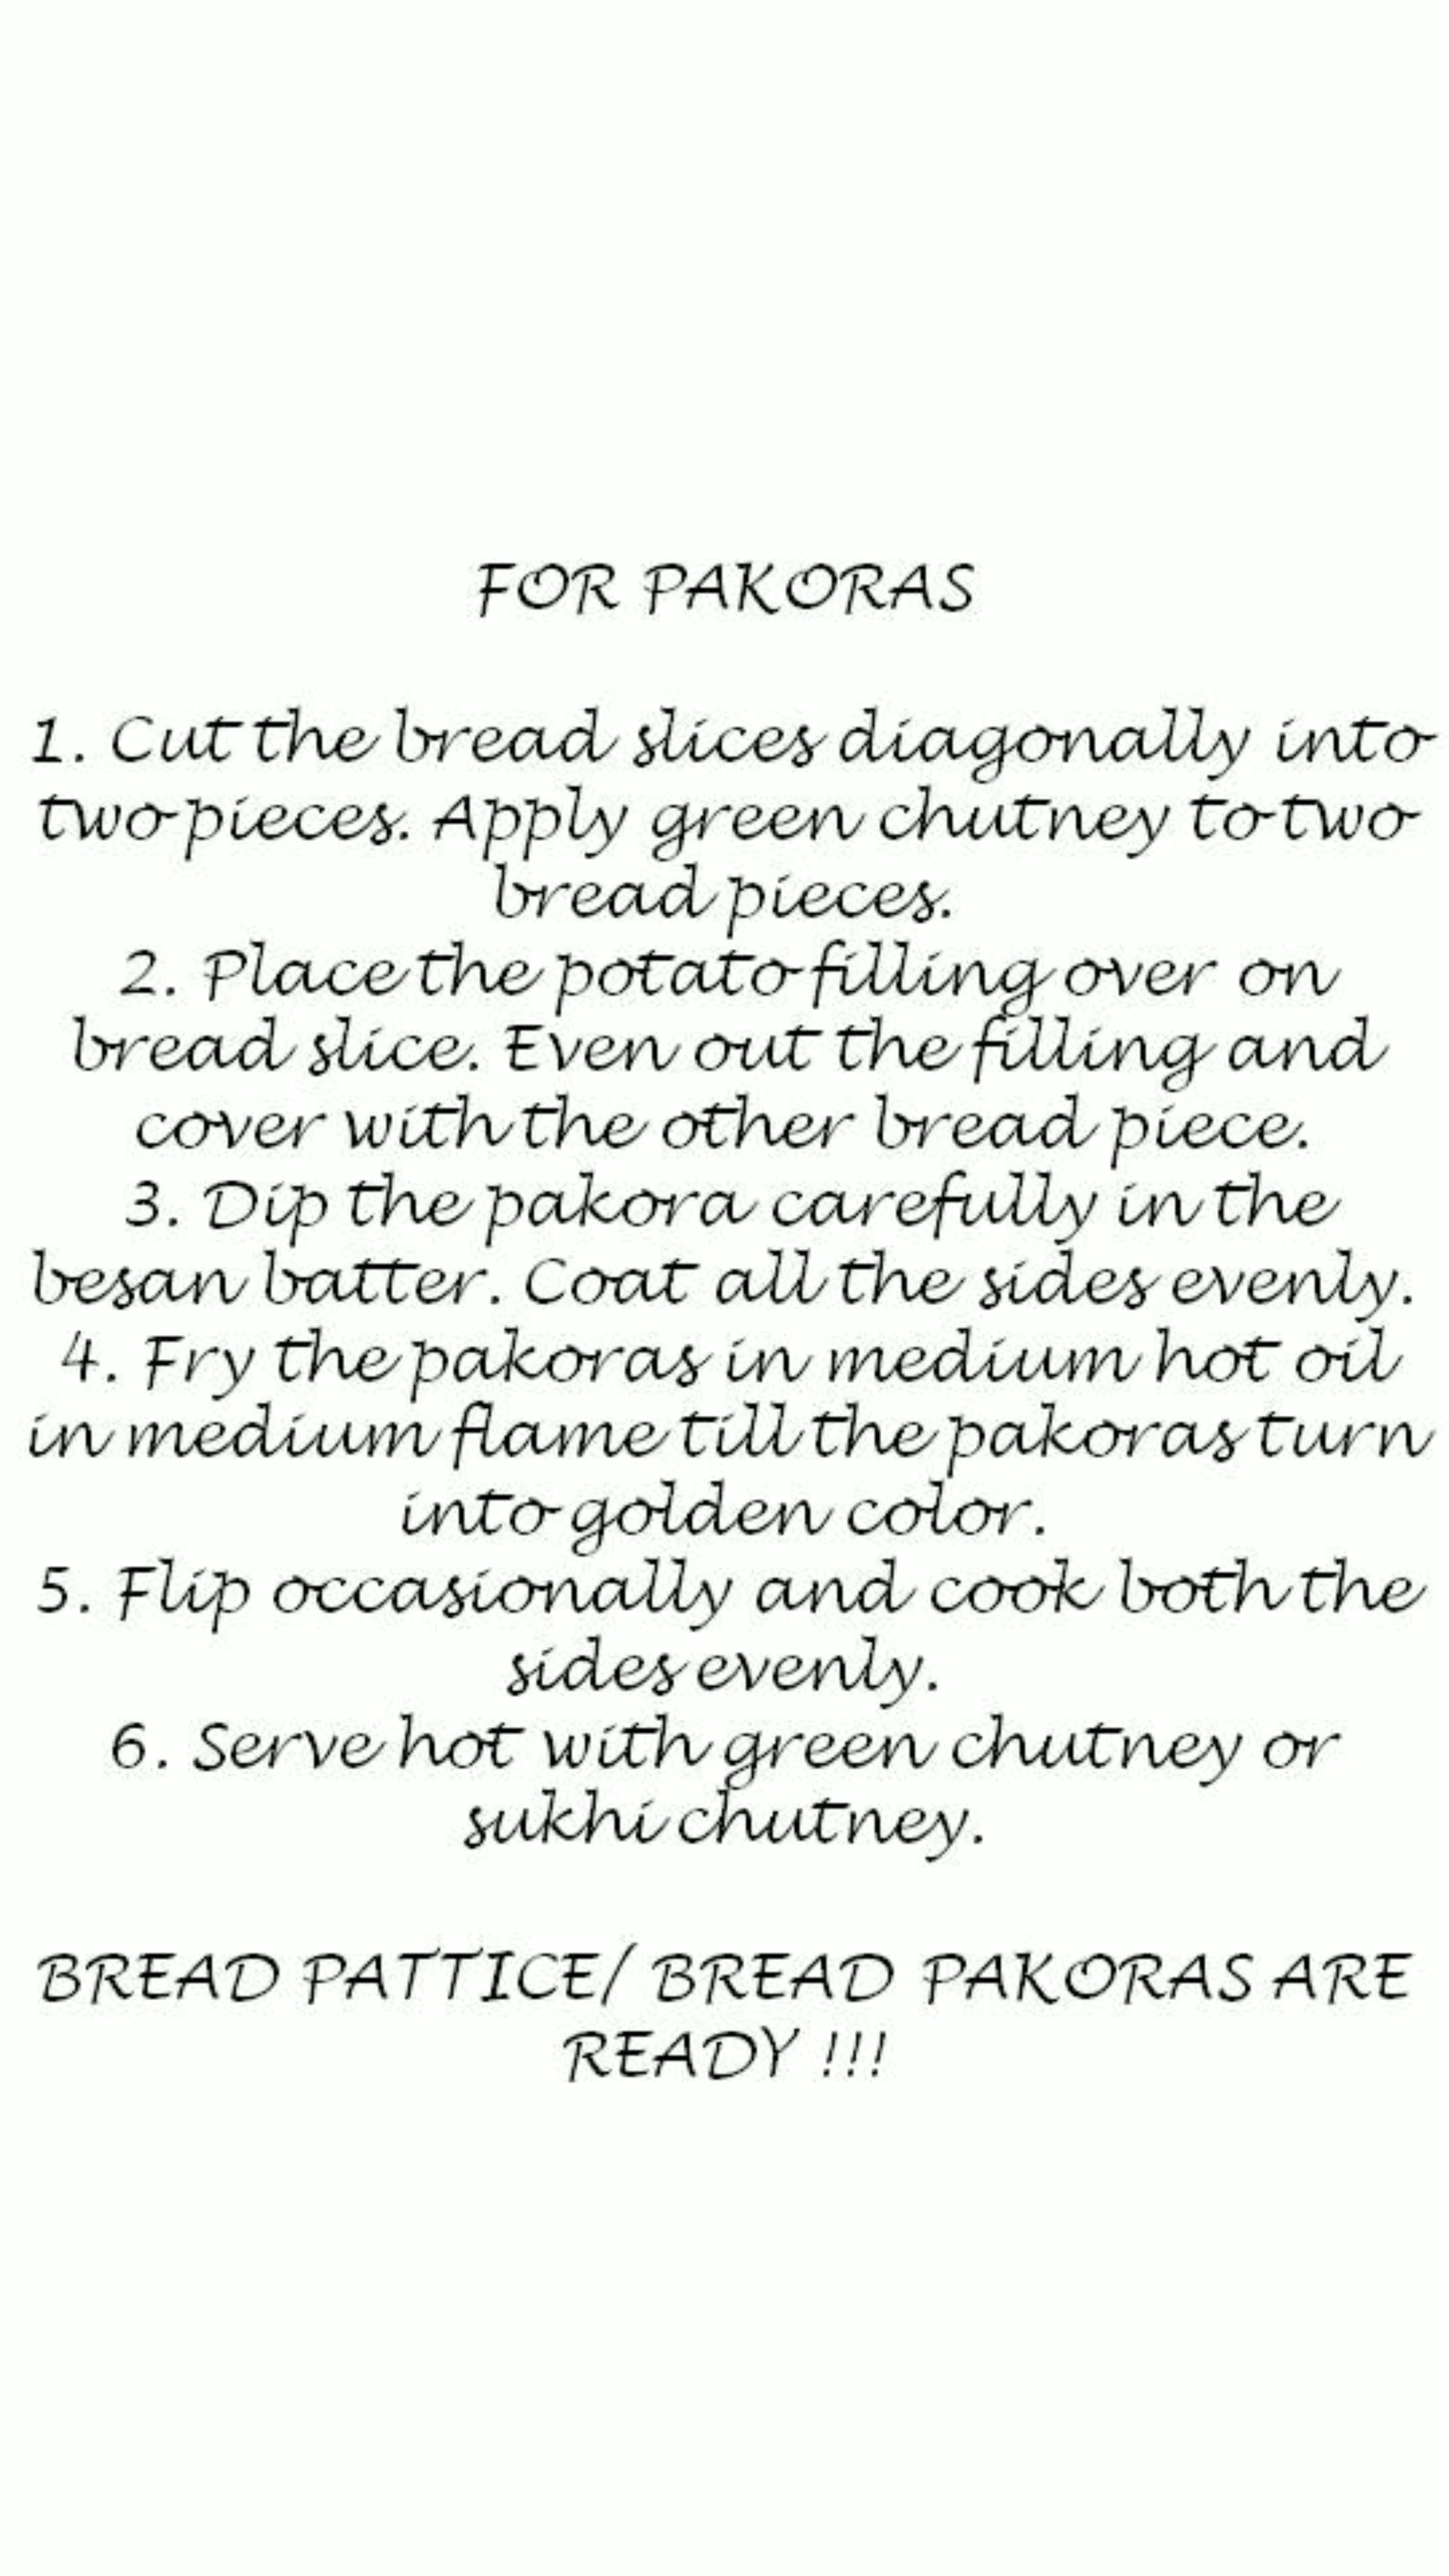 FOR PAKORAS
1. Cut the bread slices diagonally into
two pieces. Apply green chutney to two
bread pieces.
2. Place the potato filling over on
bread slice. Even out the filling and
cover with the other bread piece.
3. Dip the pakora carefully in the
besan batter. Coat all the sides evenly.
4. Fry the pakoras in medium hot oil
in medium flame till the pakoras turn
into golden color.
5. Flip occasionally and cook both the
sides evenly.
6. Serve hot with green chutney or
sukhi chutney.
BREAD PATTICE/ BREAD PAKORAS ARE
READY !!!